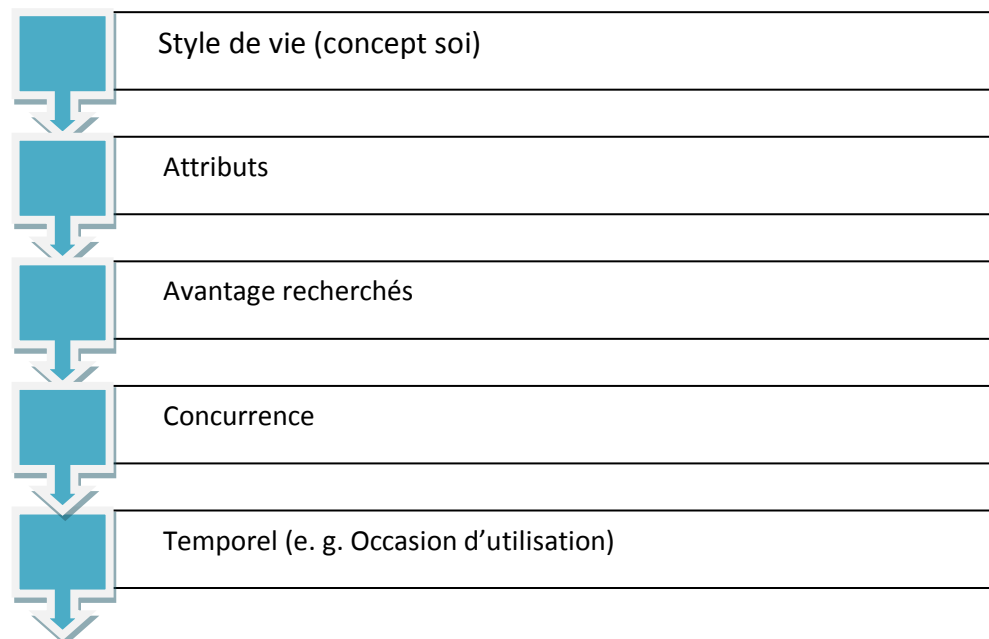 Style de vie (concept soi)
Attributs
Avantage recherchés
Concurrence
Temporel (e. g. Occasion d’utilisation)